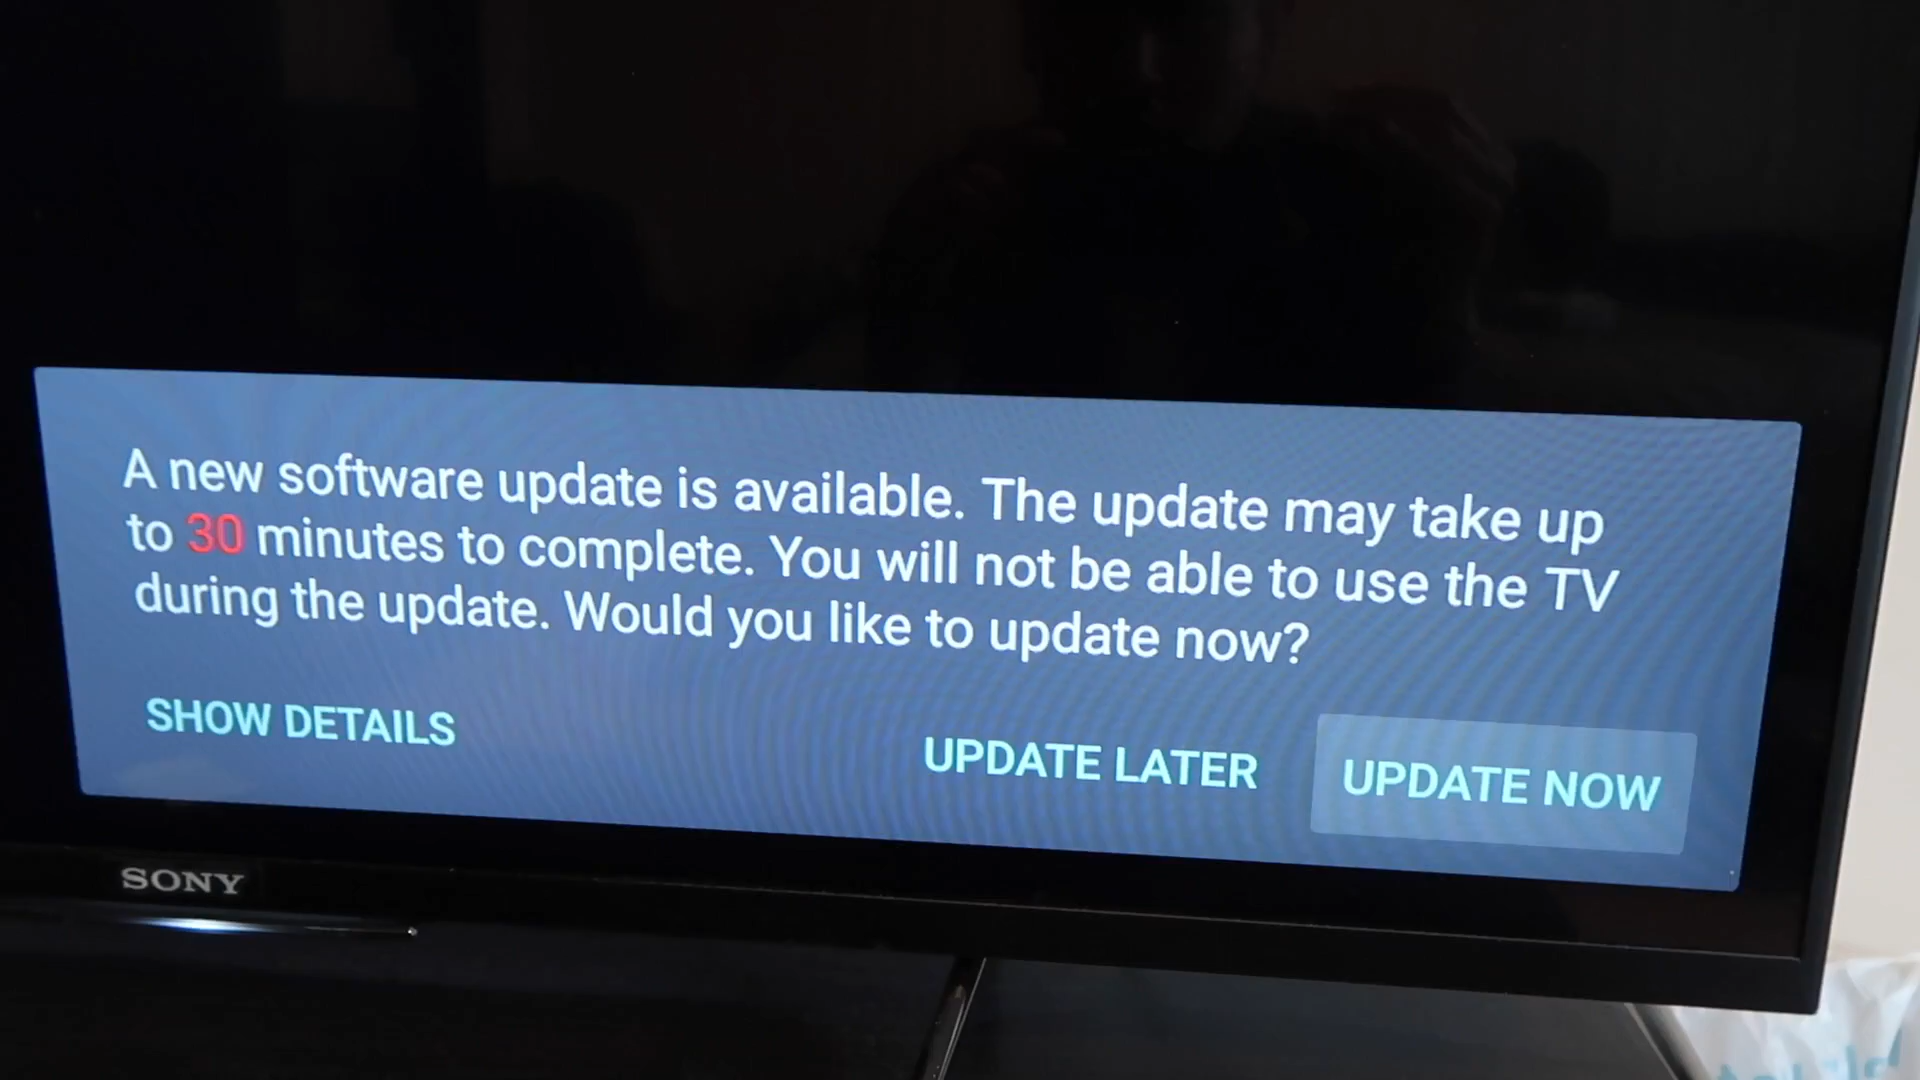 A new software update is available. The update may take up
to 30 minutes to complete. You will not be able to use the TV
during the update. Would you like to update now?
SHOW DETAILS
UPDATE LATER
UPDATE NOW
SONY